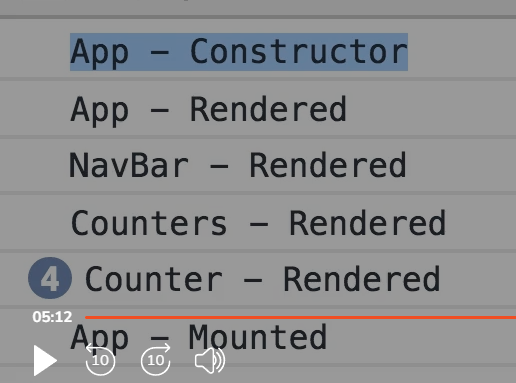 App – Constructor
App – Rendered
NavBar – Rendered
Counters – Rendered
4 Counter – Rendered
05:12
App – Mounted
10 10